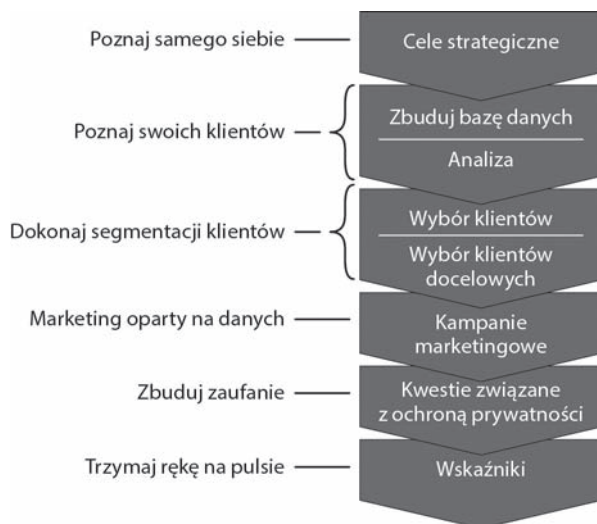 Poznaj samego siebie
Cele strategiczne
Poznaj swoich klientów
Zbuduj bazę danych
Analiza
Dokonaj segmentacji klientów
Wybór klientów
Wybór klientów
docelowych
Marketing oparty na danych
Kampanie
marketingowe
Zbuduj zaufanie
Kwestie związane
z ochroną prywatności
Trzymaj rękę na pulsie
Wskaźniki